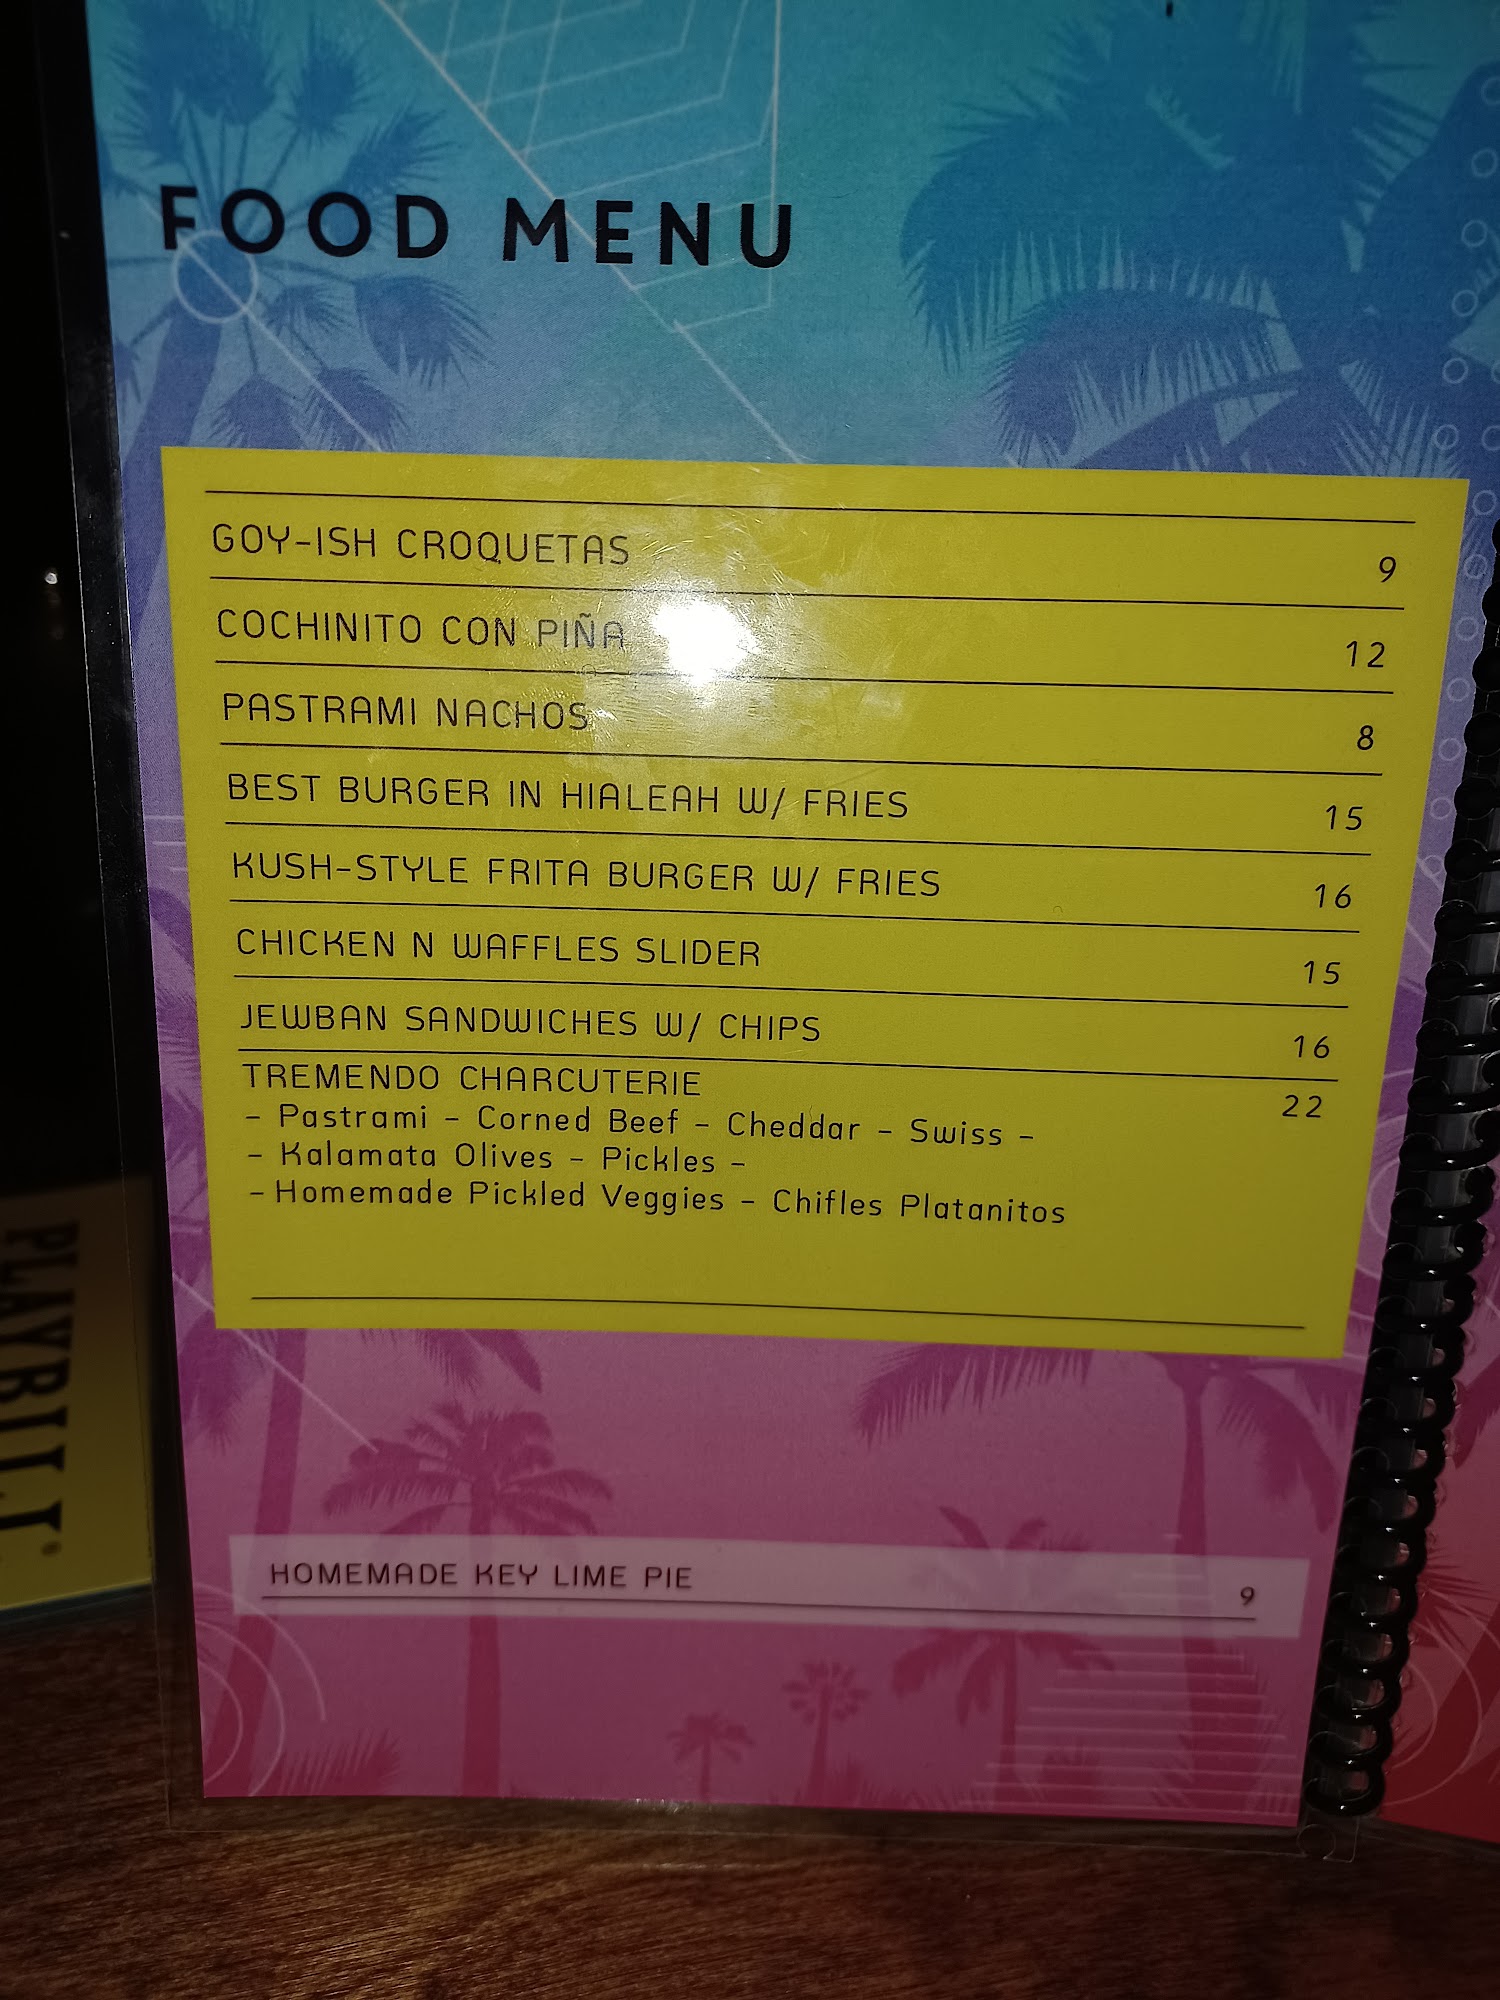 FOOD MENU
GOY-ISH CROQUETAS 9
COCHINITO CON PIÑA 12
PASTRAMI NACHOS 8
BEST BURGER IN HIALEAH W/ FRIES 15
KUSH-STYLE FRITA BURGER W/ FRIES 16
CHICKEN N WAFFLES SLIDER 15
JEWBAN SANDWICHES W/ CHIPS 16
TREMENDO CHARCUTERIE 22
- Pastrami - Corned Beef - Cheddar - Swiss -
- Kalamata Olives - Pickles -
- Homemade Pickled Veggies - Chifles Platanitos
HOMEMADE KEY LIME PIE 9
PLAYBILL®